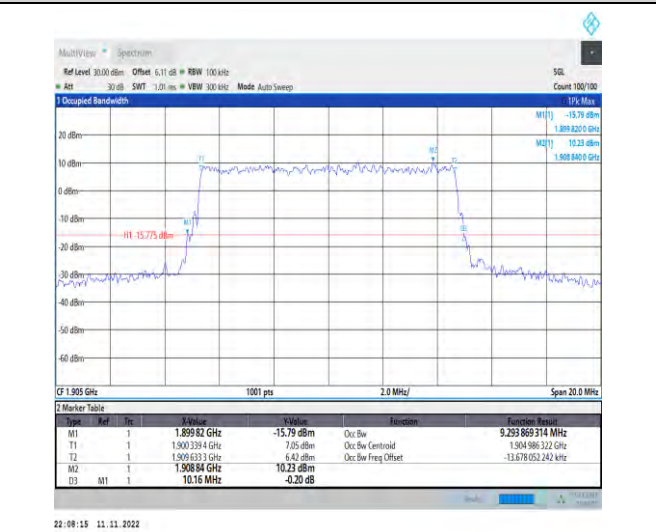 MultiView Spectrum
Ref Level 30.00 dBm Offset 6.11 dB RBW 100 kHz SGL
Att 30 dB SWT 1.01 ms VBW 300 kHz Mode Auto Sweep Count 100/100
1 Occupied Bandwidth 1Pk Max
M1[1] -15.79 dBm
1.899 820 0 GHz
20 dBm
M2[1] 10.23 dBm
1.908 840 0 GHz
M2
T1 T2
10 dBm
0 dBm
-10 dBm
M1
D3
H1 -15.775 dBm
-20 dBm
-30 dBm
-40 dBm
-50 dBm
-60 dBm
CF 1.905 GHz 1001 pts 2.0 MHz/ Span 20.0 MHz
2 Marker Table
Type Ref Trc X-Value Y-Value Function Function Result
M1 1 1.899 82 GHz -15.79 dBm Occ Bw 9.293 869 314 MHz
T1 1 1.900 339 4 GHz 7.05 dBm Occ Bw Centroid 1.904 986 322 GHz
T2 1 1.909 633 3 GHz 6.42 dBm Occ Bw Freq Offset -13.678 052 242 kHz
M2 1 1.908 84 GHz 10.23 dBm
D3 M1 1 10.16 MHz -0.20 dB
22:08:15 11.11.2022